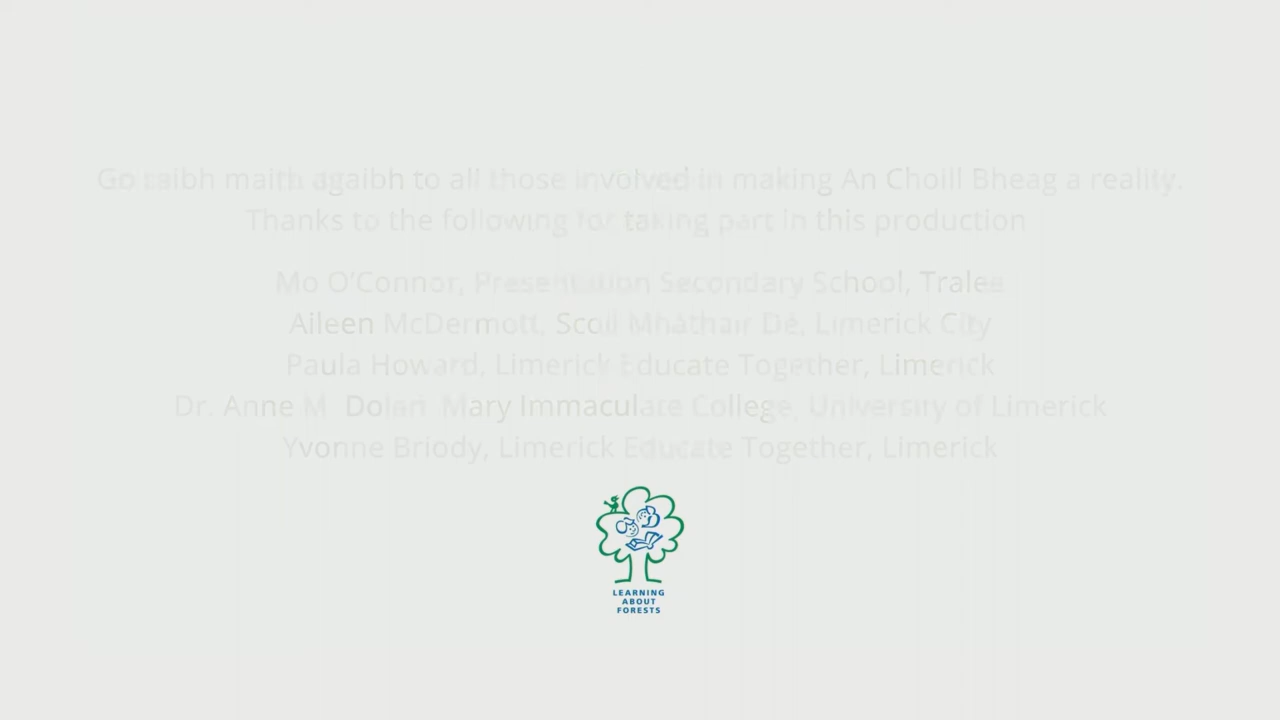 Go raibh maith agaibh to all those involved in making An Choill Bheag a reality.
Thanks to the following for taking part in this production
Mo O'Connor, Presentation Secondary School, Tralee
Aileen McDermott, Scoil Mháthair Dé, Limerick City
Paula Howard, Limerick Educate Together, Limerick
Dr. Anne M Dolan Mary Immaculate College, University of Limerick
Yvonne Briody, Limerick Educate Together, Limerick
LEARNING
ABOUT
FORESTS